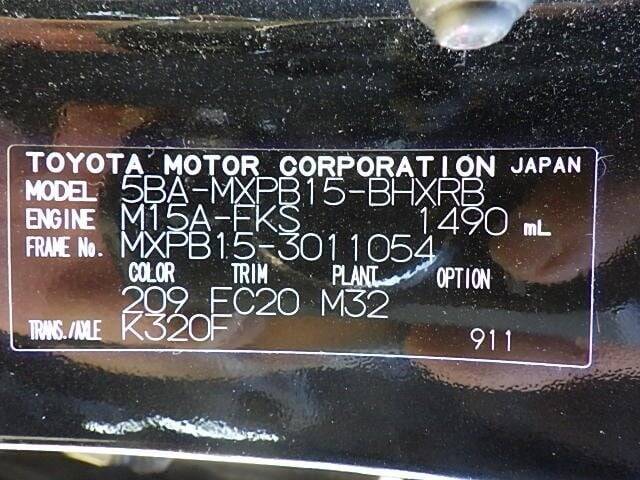 TOYOTA MOTOR CORPORATION JAPAN
MODEL 5BA-MXPB15-BHXRB
ENGINE M15A-FKS 1490 mL
FRAME No. MXPB15-3011054
COLOR TRIM PLANT OPTION
209 FC20 M32
TRANS./AXLE K320F 911